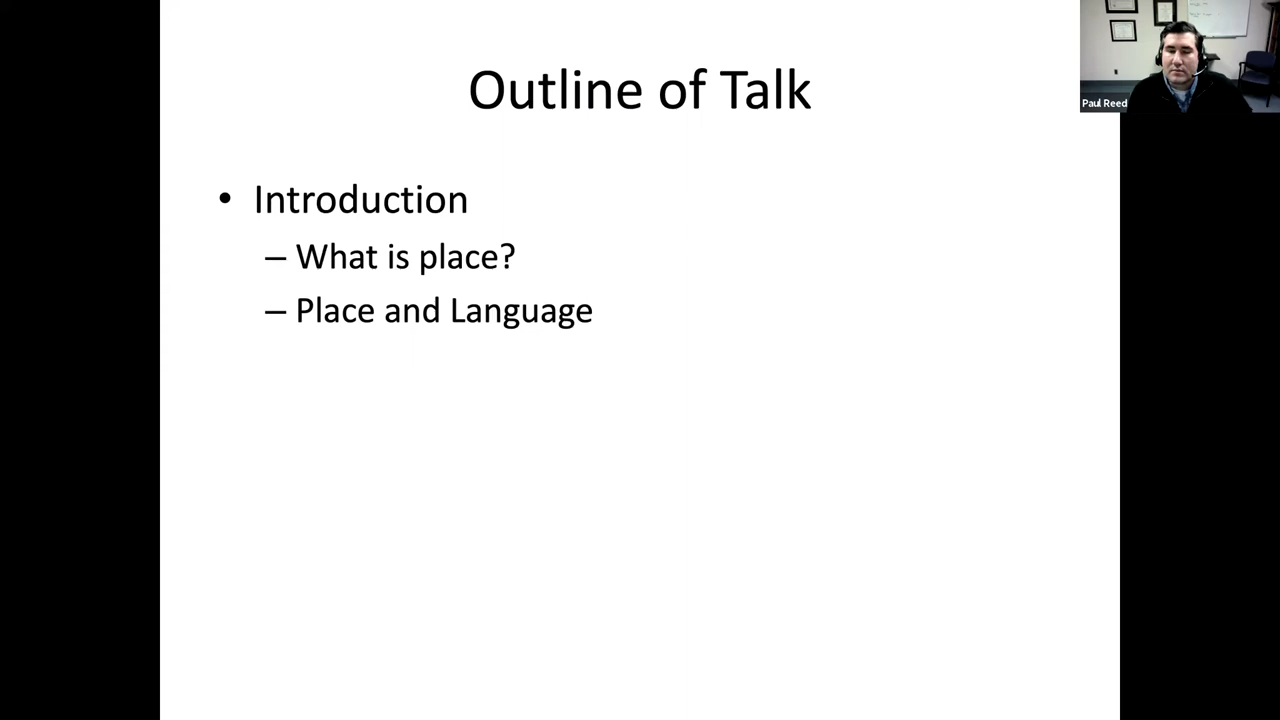 Outline of Talk
• Introduction
– What is place?
– Place and Language
Paul Reed